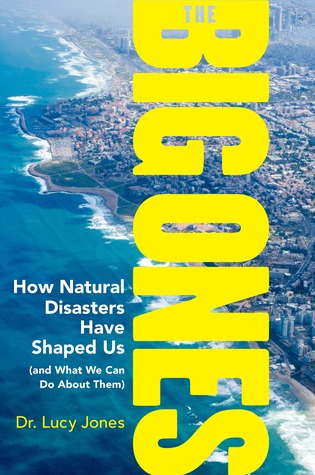 THE
BIG ONES
How Natural
Disasters
Have
Shaped Us
(and What We Can
Do About Them)
Dr. Lucy Jones